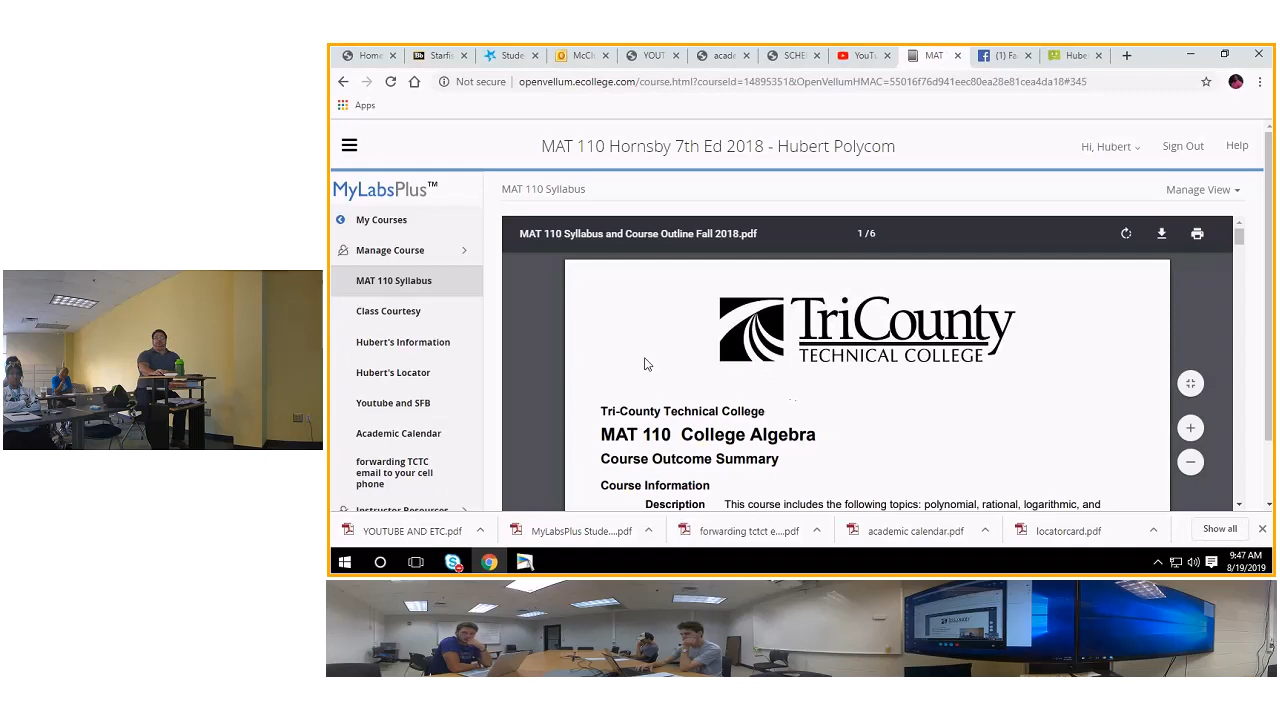 Home
Starfis
Stude
McCl
YOUT
acade
SCHE
YouTu
MAT
(1) Fa
Hube
Not secure
openvellum.ecollege.com/course.html?courseId=14895351&OpenVellumHMAC=55016f76d941eec80ea28e81cea4da18#345
Apps
MAT 110 Hornsby 7th Ed 2018 - Hubert Polycom
Hi, Hubert
Sign Out
Help
MyLabsPlus™
MAT 110 Syllabus
Manage View
My Courses
Manage Course
MAT 110 Syllabus
Class Courtesy
Hubert's Information
Hubert's Locator
Youtube and SFB
Academic Calendar
forwarding TCTC
email to your cell
phone
Instructor Resources
MAT 110 Syllabus and Course Outline Fall 2018.pdf
1 / 6
TriCounty
TECHNICAL COLLEGE
Tri-County Technical College
MAT 110 College Algebra
Course Outcome Summary
Course Information
Description This course includes the following topics: polynomial, rational, logarithmic, and
YOUTUBE AND ETC.pdf
MyLabsPlus Stude....pdf
forwarding tctct e....pdf
academic calendar.pdf
locatorcard.pdf
Show all
9:47 AM
8/19/2019
TriCounty